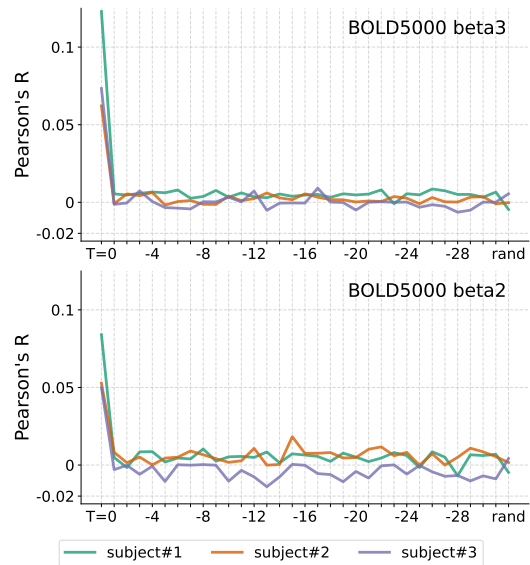 BOLD5000 beta3
Pearson's R
0.1
0.05
0
-0.02
T=0 -4 -8 -12 -16 -20 -24 -28 rand
BOLD5000 beta2
Pearson's R
0.1
0.05
0
-0.02
T=0 -4 -8 -12 -16 -20 -24 -28 rand
subject#1 subject#2 subject#3